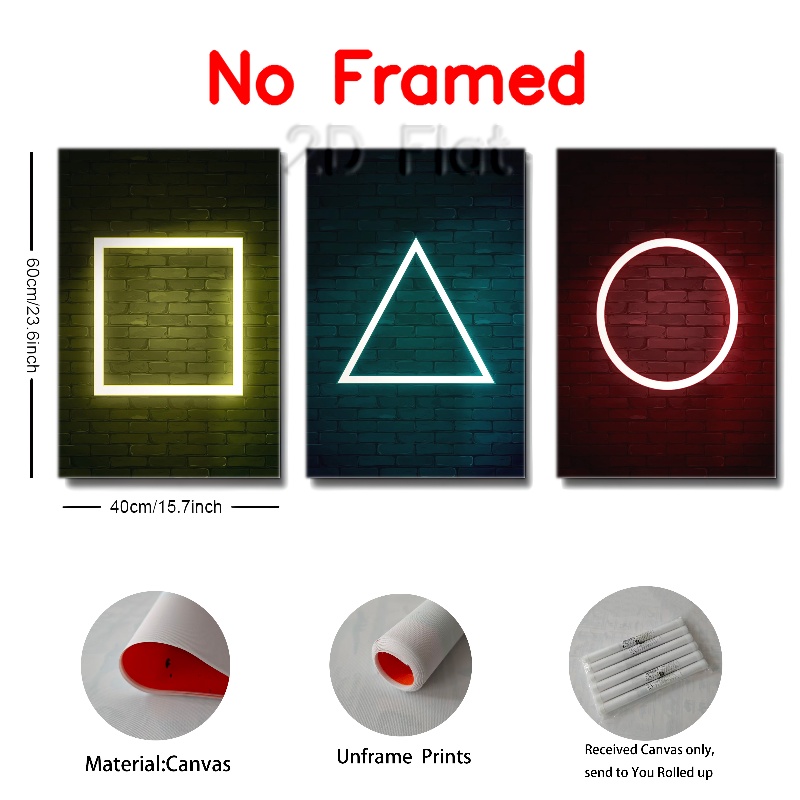 No Framed
2D Flat
60cm/23.6inch
40cm/15.7inch
Material:Canvas
Unframe Prints
Received Canvas only,
send to You Rolled up